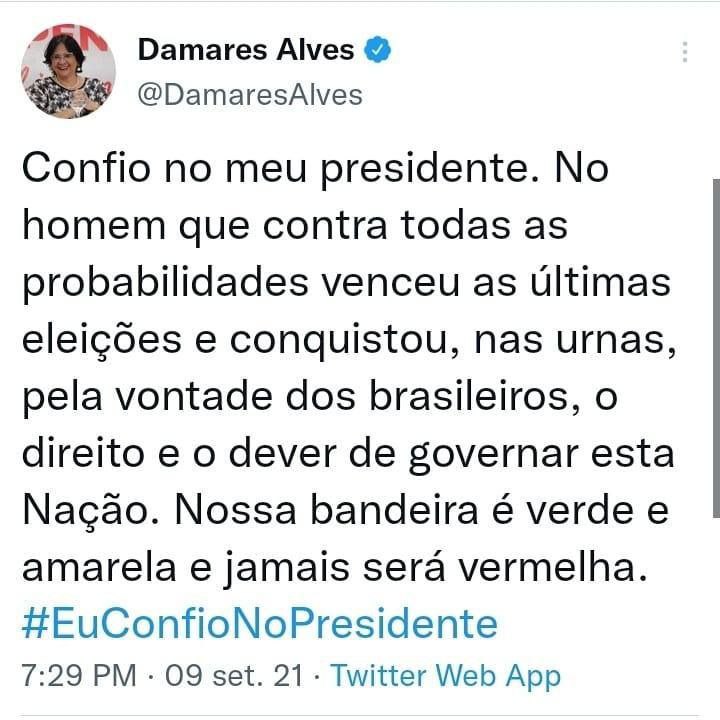 Damares Alves
@DamaresAlves
Confio no meu presidente. No
homem que contra todas as
probabilidades venceu as últimas
eleições e conquistou, nas urnas,
pela vontade dos brasileiros, o
direito e o dever de governar esta
Nação. Nossa bandeira é verde e
amarela e jamais será vermelha.
#EuConfioNoPresidente
7:29 PM · 09 set. 21 · Twitter Web App